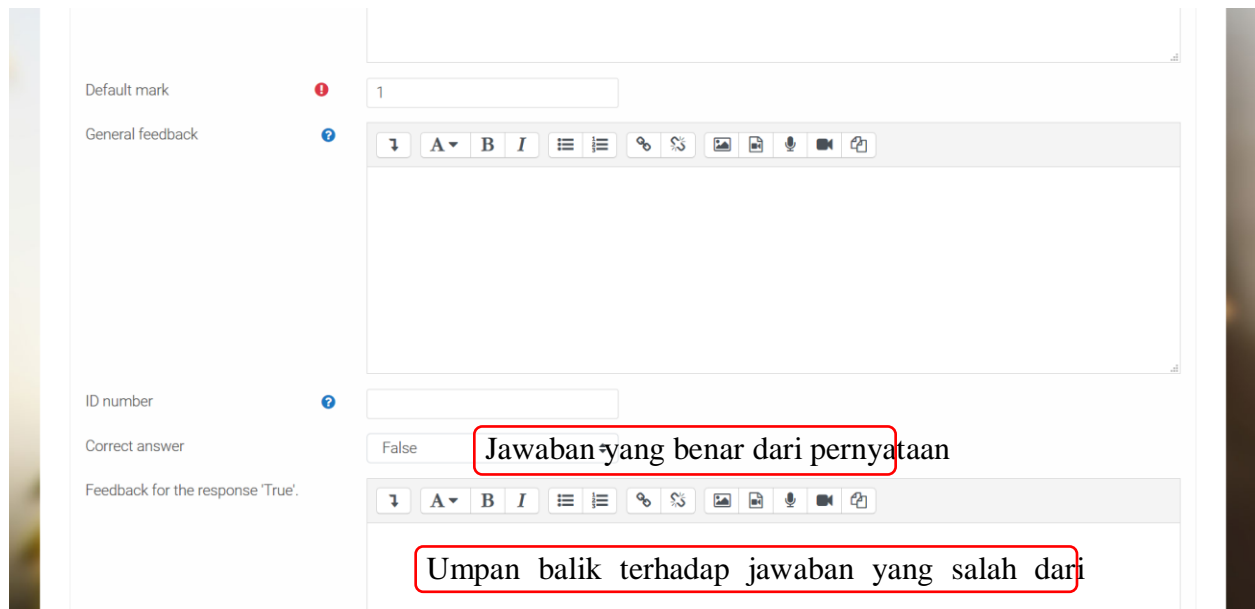 Default mark
1
General feedback
A B I
ID number
Correct answer
False
Jawaban yang benar dari pernyataan
Feedback for the response 'True'.
A B I
Umpan balik terhadap jawaban yang salah dari